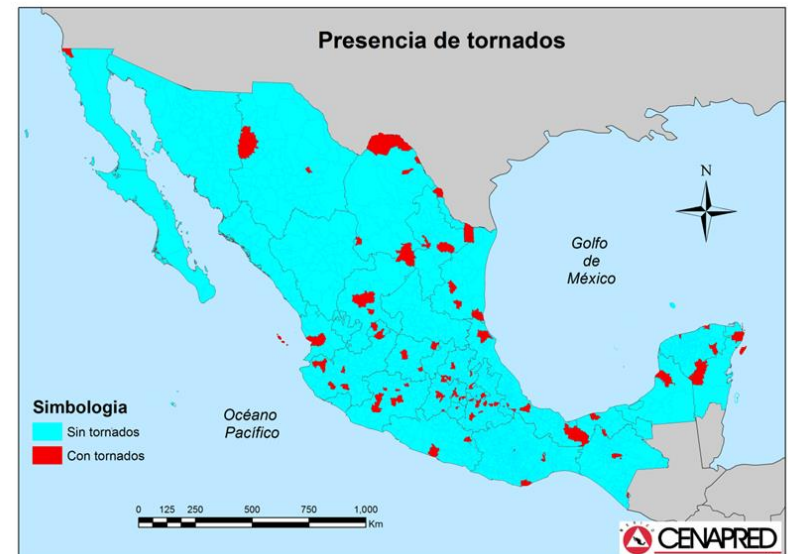 Presencia de tornados
N
Golfo
de
México
Simbologia
Sin tornados
Con tornados
Océano
Pacífico
0 125 250 500 750 1,000
Km
MÉXICO
CENAPRED